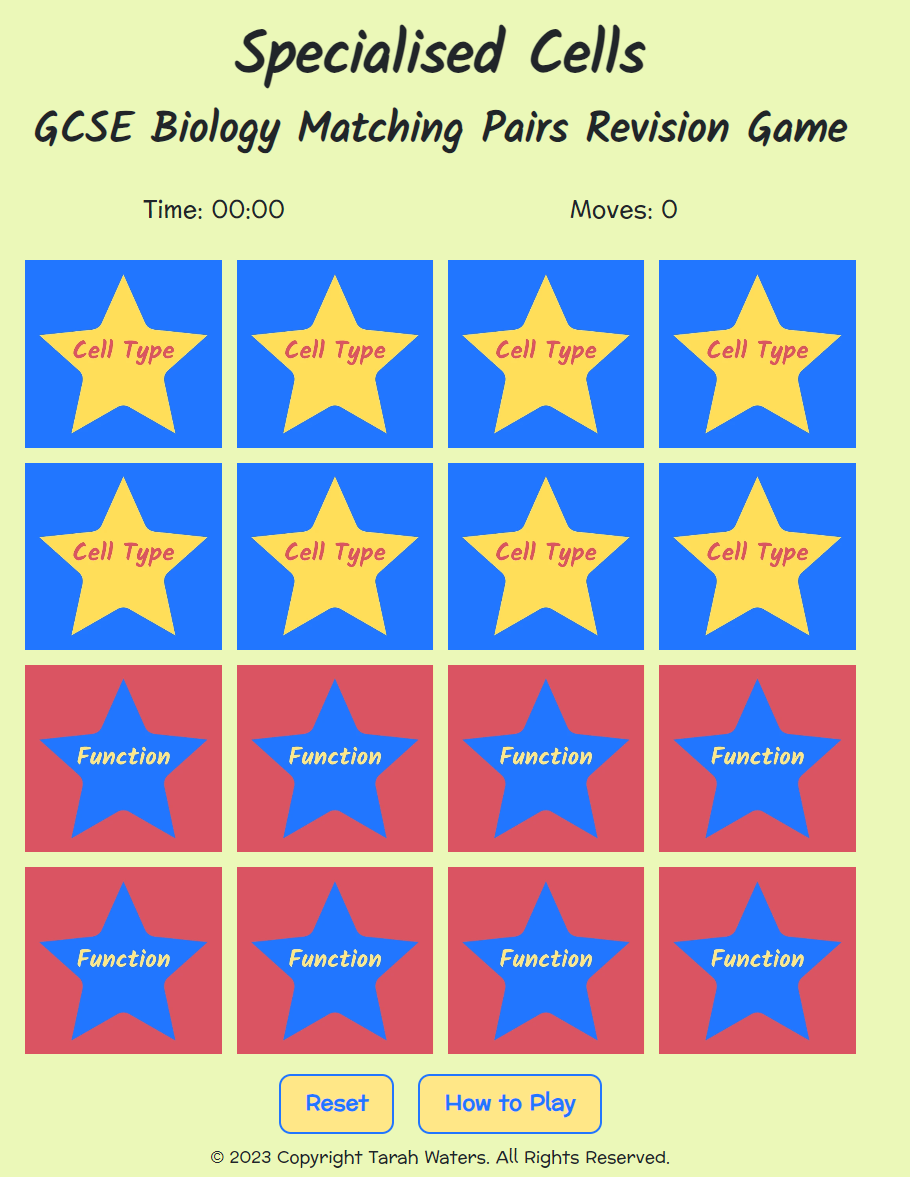 Specialised Cells
GCSE Biology Matching Pairs Revision Game
Time: 00:00 Moves: 0
Cell Type Cell Type Cell Type Cell Type
Cell Type Cell Type Cell Type Cell Type
Function Function Function Function
Function Function Function Function
Reset How to Play
© 2023 Copyright Tarah Waters. All Rights Reserved.